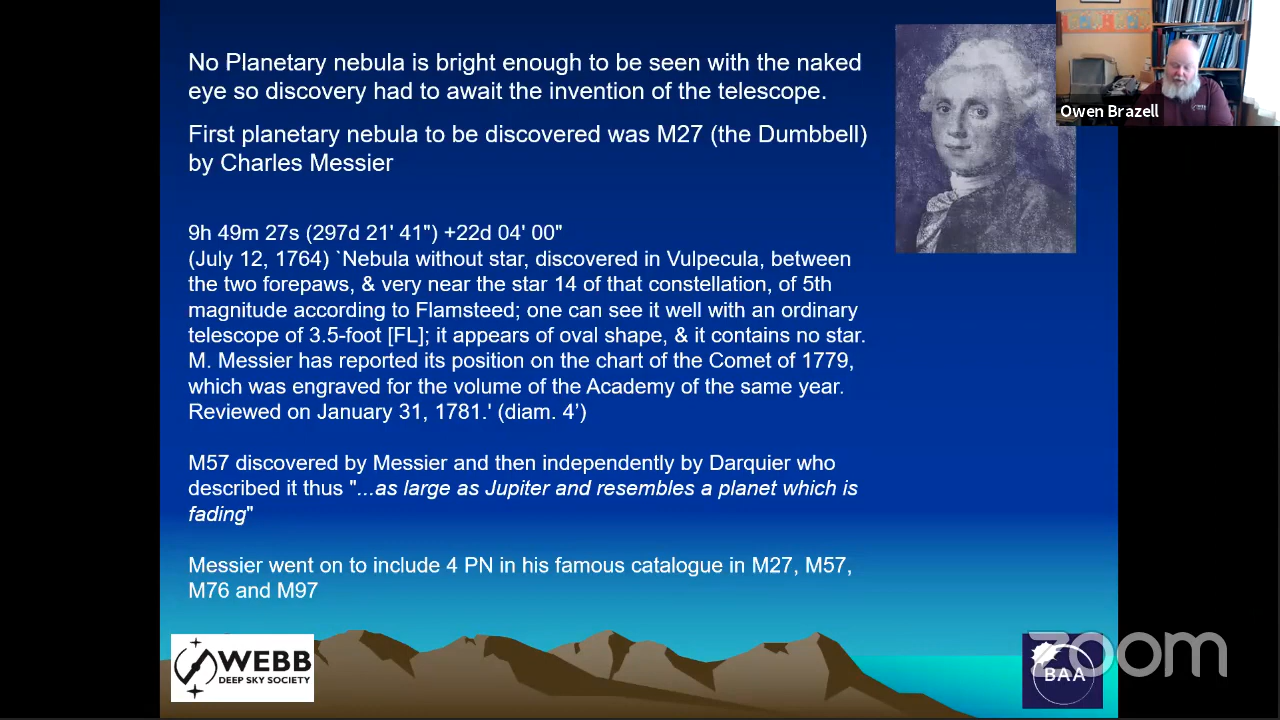 No Planetary nebula is bright enough to be seen with the naked
eye so discovery had to await the invention of the telescope.
First planetary nebula to be discovered was M27 (the Dumbbell)
by Charles Messier
9h 49m 27s (297d 21' 41") +22d 04' 00"
(July 12, 1764) `Nebula without star, discovered in Vulpecula, between
the two forepaws, & very near the star 14 of that constellation, of 5th
magnitude according to Flamsteed; one can see it well with an ordinary
telescope of 3.5-foot [FL]; it appears of oval shape, & it contains no star.
M. Messier has reported its position on the chart of the Comet of 1779,
which was engraved for the volume of the Academy of the same year.
Reviewed on January 31, 1781.' (diam. 4’)
M57 discovered by Messier and then independently by Darquier who
described it thus "...as large as Jupiter and resembles a planet which is
fading"
Messier went on to include 4 PN in his famous catalogue in M27, M57,
M76 and M97
Owen Brazell
WEBB
DEEP SKY SOCIETY
zoom
BAA